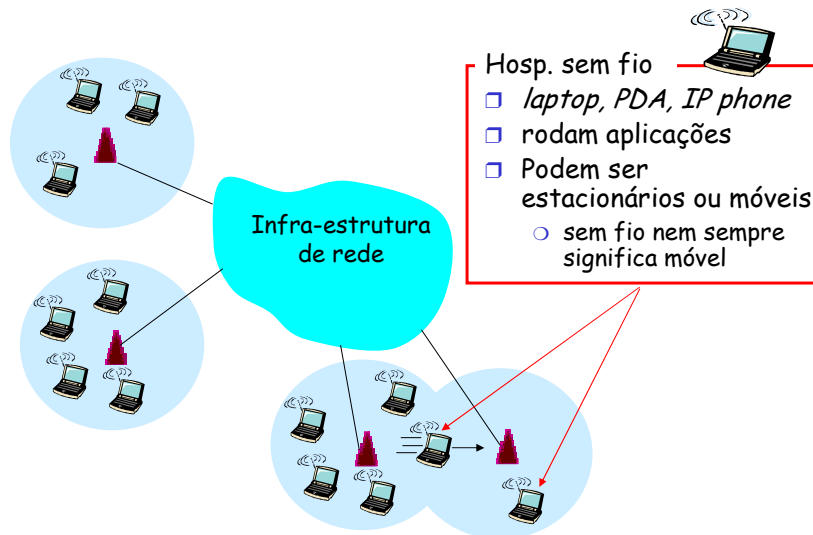 Hosp. sem fio
laptop, PDA, IP phone
rodam aplicações
Podem ser
estacionários ou móveis
sem fio nem sempre
significa móvel
Infra-estrutura
de rede